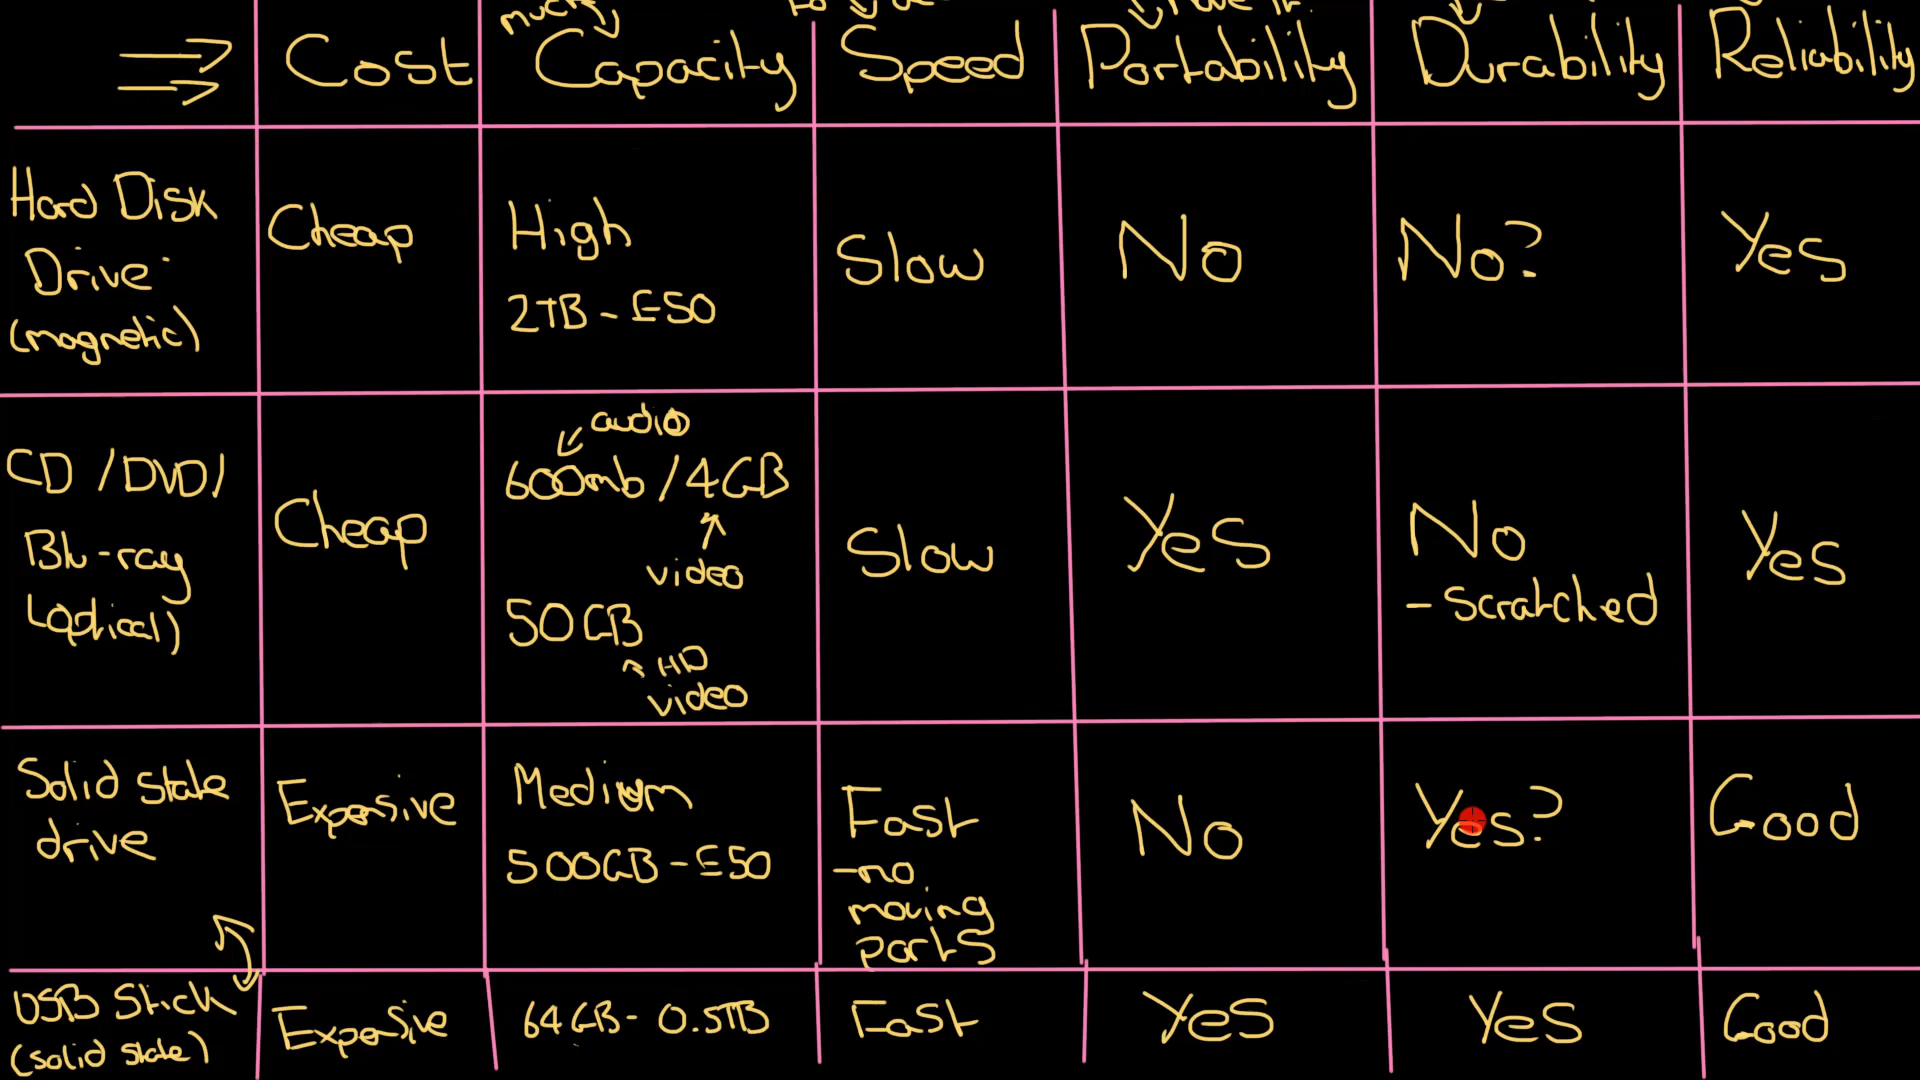 much
Cost Capacity Speed Portability Durability Reliability
Hard Disk
Drive
(magnetic)
Cheap
High
2TB - £50
Slow
No
No?
Yes
CD / DVD /
Blu-ray
(optical)
Cheap
audio
600mb / 4GB
video
50GB
HD
video
Slow
Yes
No
- scratched
Yes
Solid state
drive
Expensive
Medium
500GB - £50
Fast
- no
moving
parts
No
Yes?
Good
USB Stick
(solid state)
Expensive
64GB - 0.5TB
Fast
Yes
Yes
Good